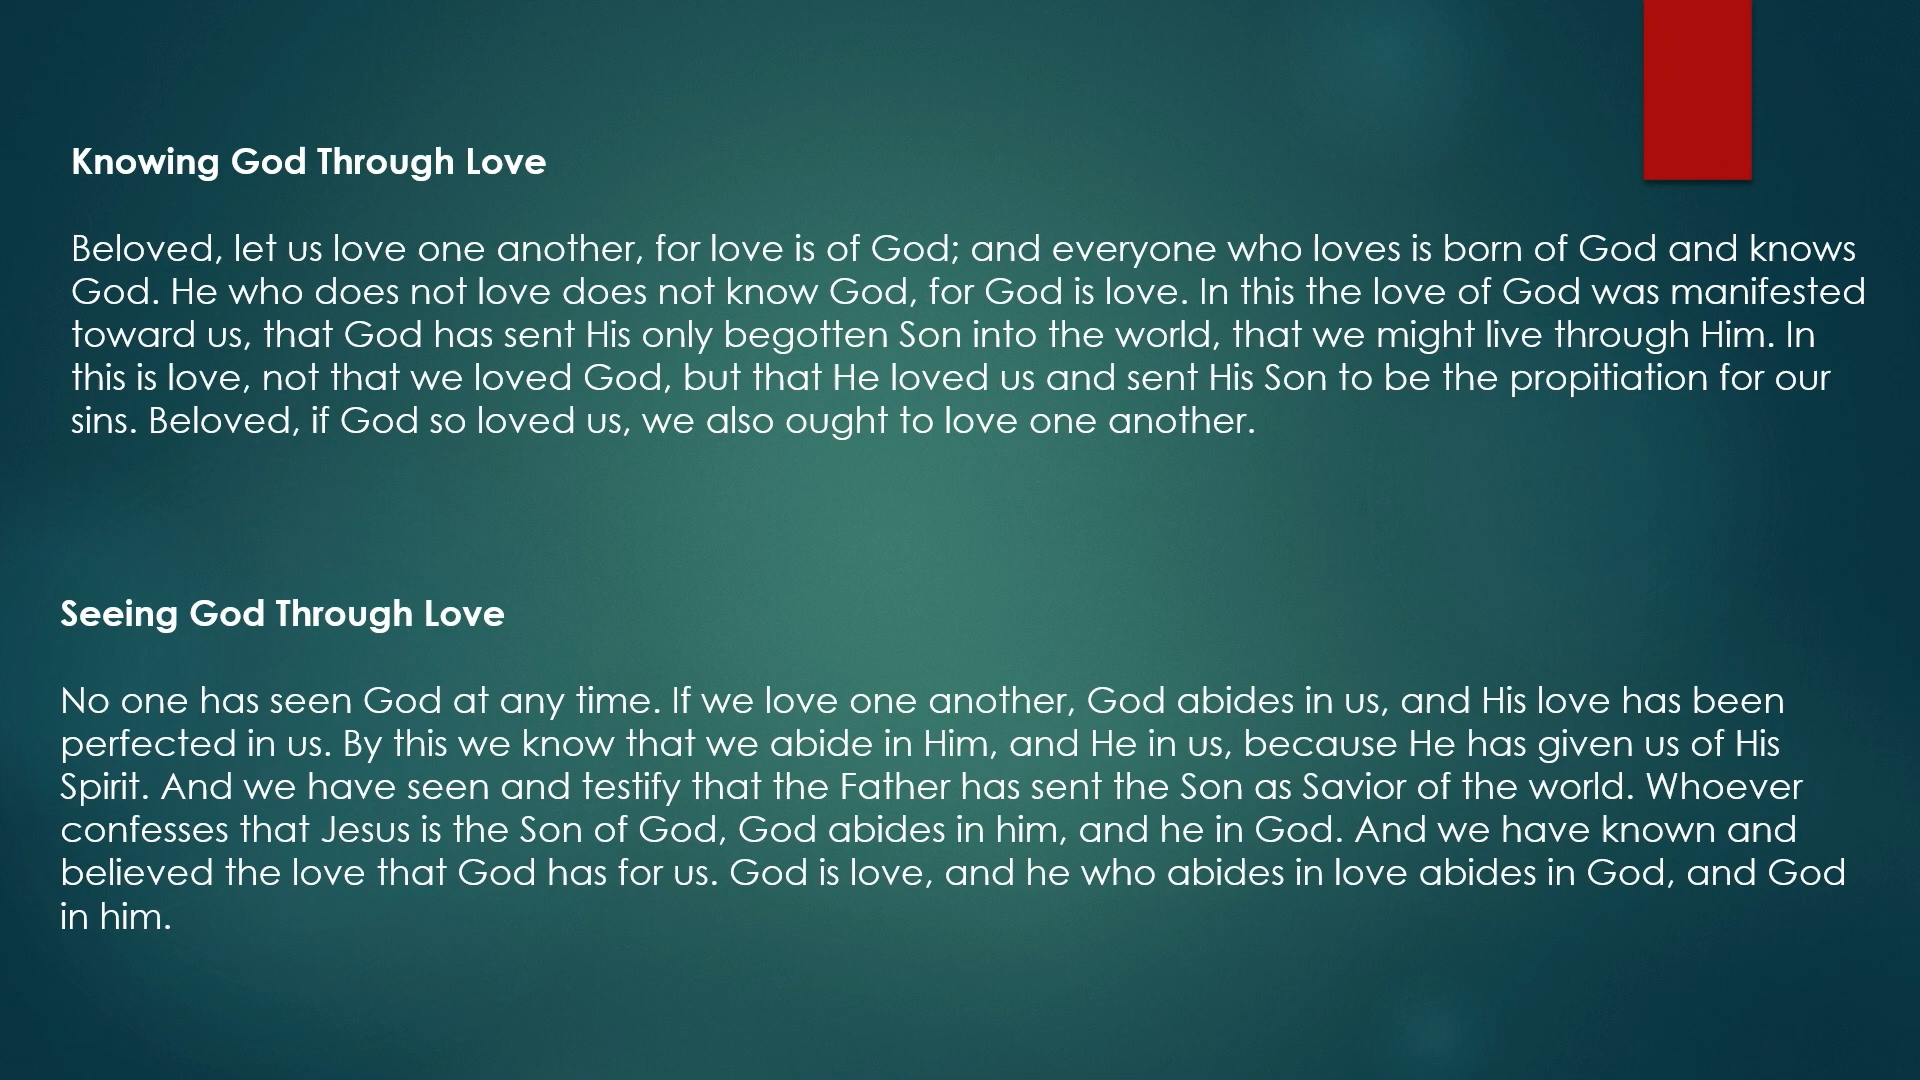 Knowing God Through Love
Beloved, let us love one another, for love is of God; and everyone who loves is born of God and knows
God. He who does not love does not know God, for God is love. In this the love of God was manifested
toward us, that God has sent His only begotten Son into the world, that we might live through Him. In
this is love, not that we loved God, but that He loved us and sent His Son to be the propitiation for our
sins. Beloved, if God so loved us, we also ought to love one another.
Seeing God Through Love
No one has seen God at any time. If we love one another, God abides in us, and His love has been
perfected in us. By this we know that we abide in Him, and He in us, because He has given us of His
Spirit. And we have seen and testify that the Father has sent the Son as Savior of the world. Whoever
confesses that Jesus is the Son of God, God abides in him, and he in God. And we have known and
believed the love that God has for us. God is love, and he who abides in love abides in God, and God
in him.